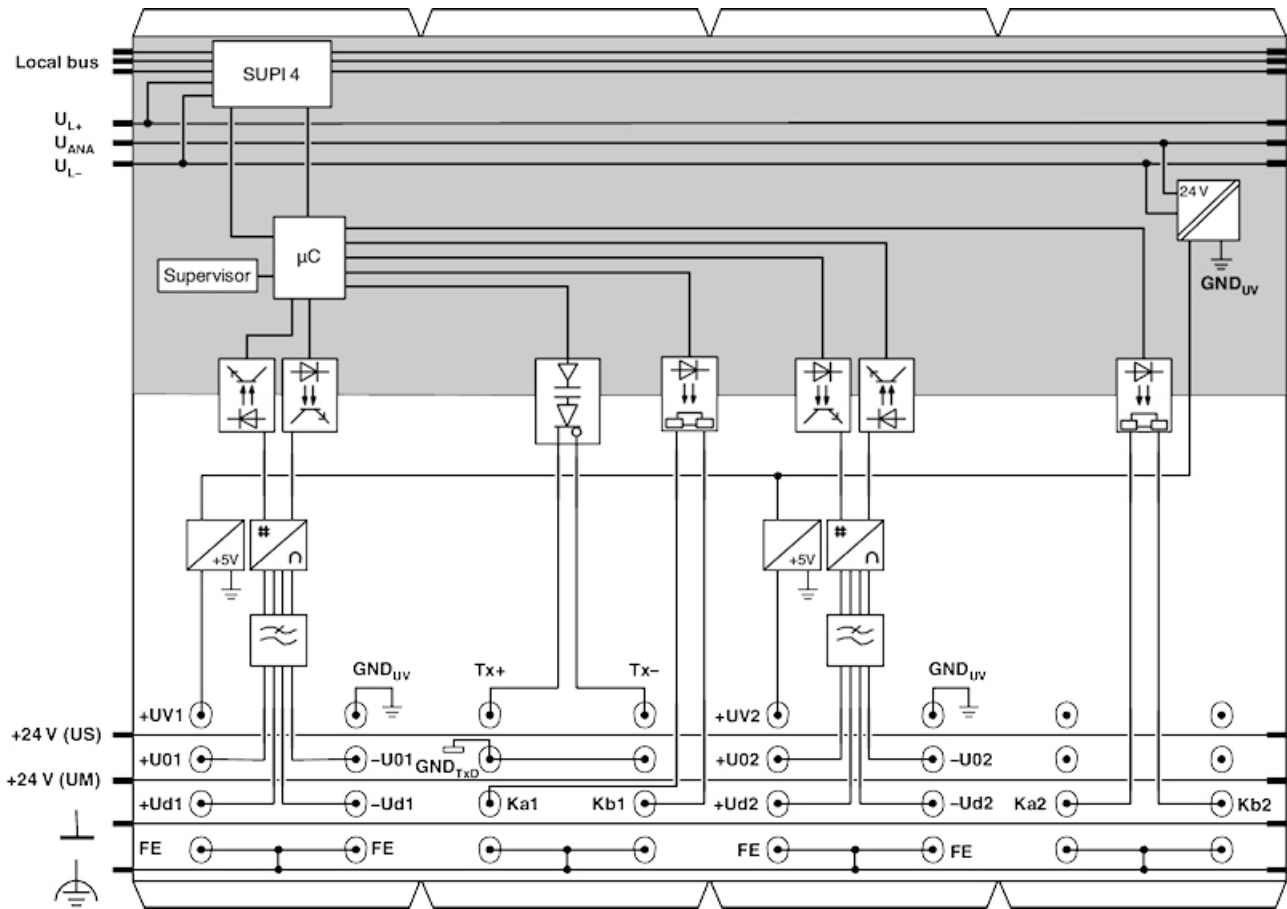 Local bus
SUPI 4
UL+
UANA
UL–
24 V
µC
Supervisor
GNDUV
# ∩
+5V
# ∩
+5V
GNDUV
Tx+
Tx–
GNDUV
+UV1
+UV2
+24 V (US)
+U01
–U01
GNDTxD
+U02
–U02
+24 V (UM)
+Ud1
–Ud1
Ka1
Kb1
+Ud2
–Ud2
Ka2
Kb2
FE
FE
FE
FE